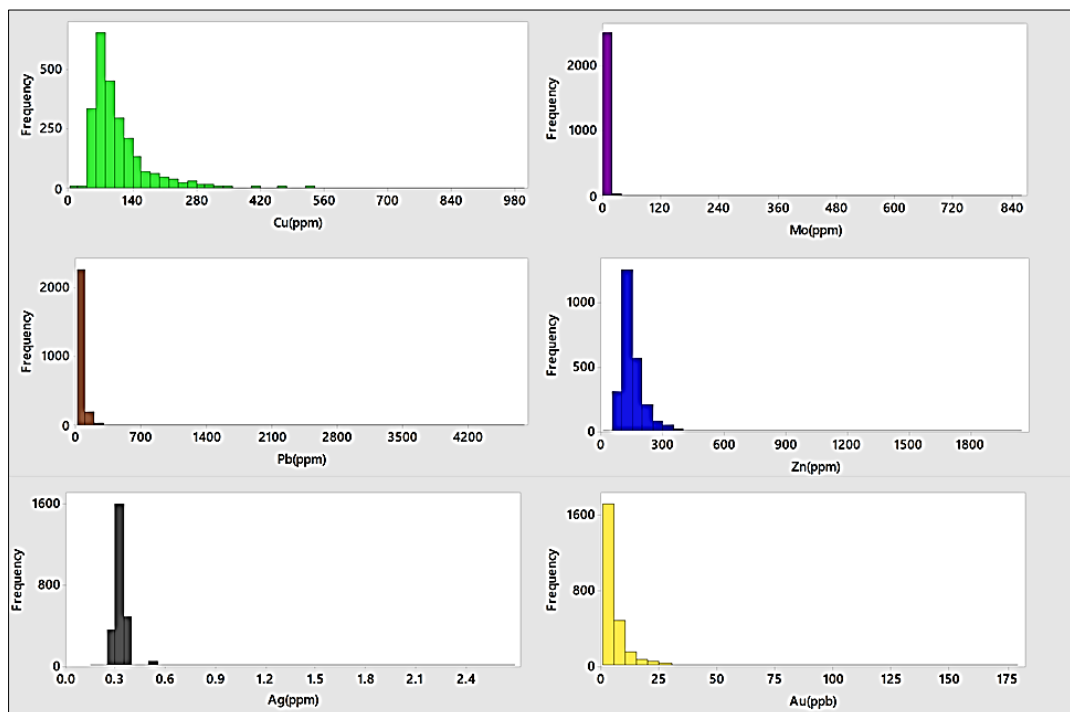 Frequency
500
250
0
0 140 280 420 560 700 840 980
Cu(ppm)
Frequency
2000
1000
0
0 120 240 360 480 600 720 840
Mo(ppm)
Frequency
2000
1000
0
0 700 1400 2100 2800 3500 4200
Pb(ppm)
Frequency
1000
500
0
0 300 600 900 1200 1500 1800
Zn(ppm)
Frequency
1600
800
0
0.0 0.3 0.6 0.9 1.2 1.5 1.8 2.1 2.4
Ag(ppm)
Frequency
1600
800
0
0 25 50 75 100 125 150 175
Au(ppb)